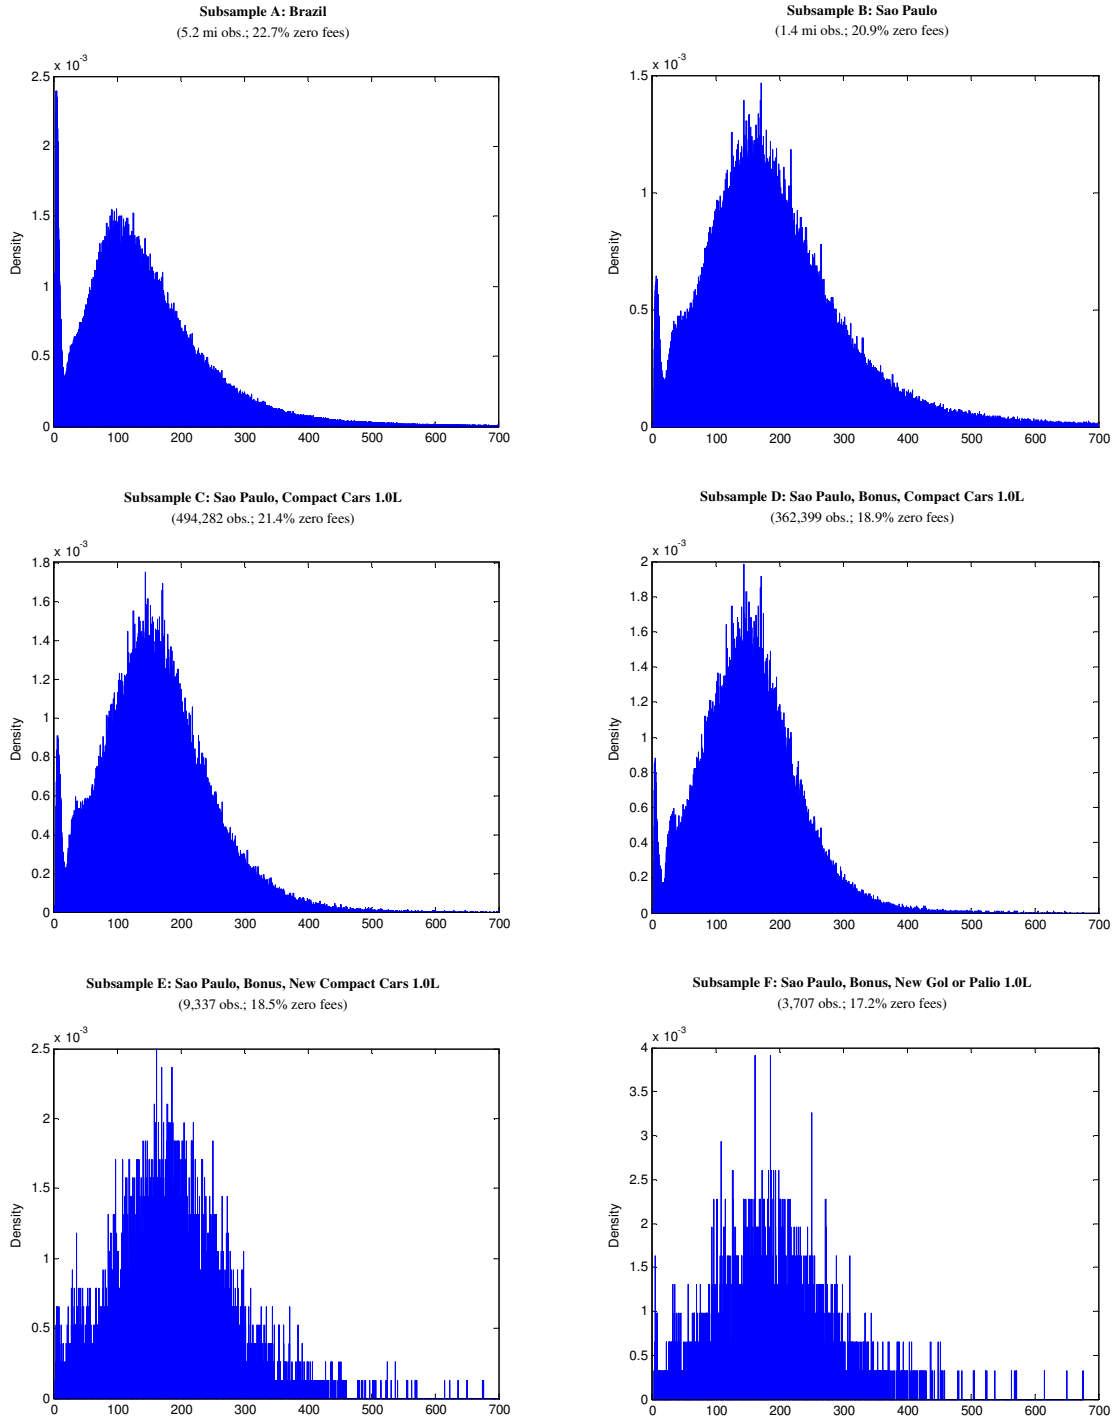 Subsample A: Brazil
(5.2 mi obs.; 22.7% zero fees)
x 10^-3
2.5
2
1.5
1
0.5
0
Density
0 100 200 300 400 500 600 700
Subsample B: Sao Paulo
(1.4 mi obs.; 20.9% zero fees)
x 10^-3
1.5
1
0.5
0
Density
0 100 200 300 400 500 600 700
Subsample C: Sao Paulo, Compact Cars 1.0L
(494,282 obs.; 21.4% zero fees)
x 10^-3
1.8
1.6
1.4
1.2
1
0.8
0.6
0.4
0.2
0
Density
0 100 200 300 400 500 600 700
Subsample D: Sao Paulo, Bonus, Compact Cars 1.0L
(362,399 obs.; 18.9% zero fees)
x 10^-3
2
1.8
1.6
1.4
1.2
1
0.8
0.6
0.4
0.2
0
Density
0 100 200 300 400 500 600 700
Subsample E: Sao Paulo, Bonus, New Compact Cars 1.0L
(9,337 obs.; 18.5% zero fees)
x 10^-3
2.5
2
1.5
1
0.5
0
Density
0 100 200 300 400 500 600 700
Subsample F: Sao Paulo, Bonus, New Gol or Palio 1.0L
(3,707 obs.; 17.2% zero fees)
x 10^-3
4
3.5
3
2.5
2
1.5
1
0.5
0
Density
0 100 200 300 400 500 600 700